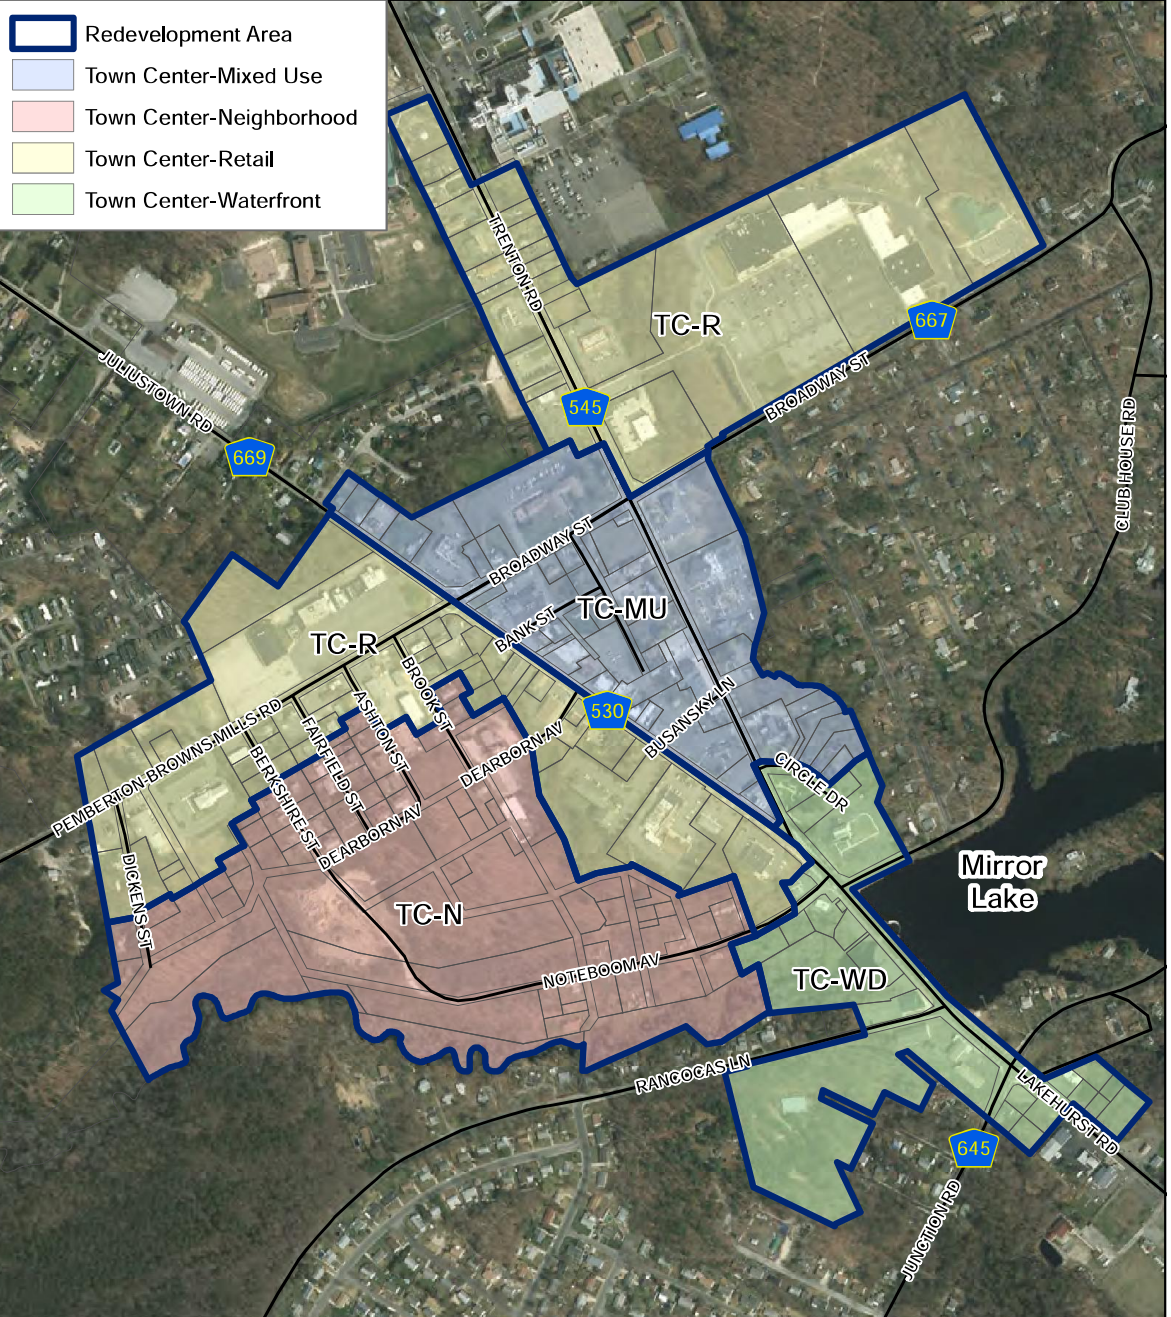 Redevelopment Area
Town Center-Mixed Use
Town Center-Neighborhood
Town Center-Retail
Town Center-Waterfront
TRENTON RD
TC-R
667
545
BROADWAY ST
JULIUSTOWN RD
669
CLUB HOUSE RD
BROADWAY ST
TC-MU
BANK ST
TC-R
BROOK ST
ASHTON ST
530
BUSANSKY LN
FAIRFIELD ST
DEARBORN AV
PEMBERTON-BROWNS MILLS RD
BERKSHIRE ST
CIRCLE DR
DEARBORN AV
DICKENS ST
Mirror
Lake
TC-N
NOTEBOOM AV
TC-WD
RANCOCAS LN
LAKEHURST RD
645
JUNCTION RD